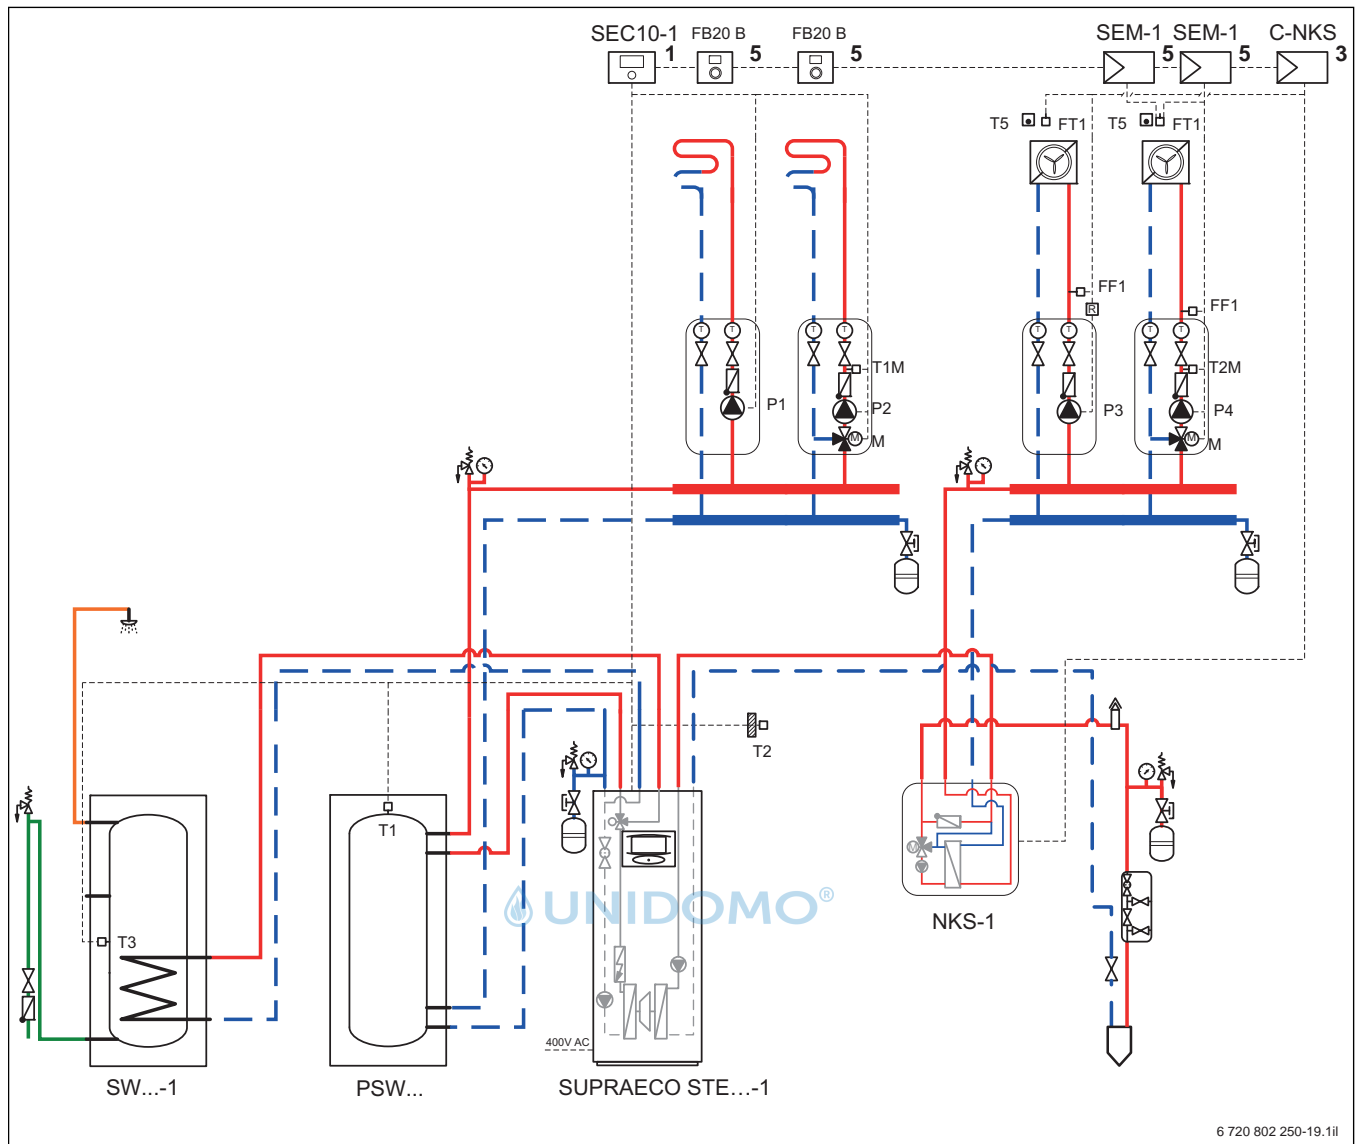 SEC10-1 FB20 B FB20 B SEM-1 SEM-1 C-NKS
1 5 5 5 5 3
T5 FT1 T5 FT1
T T T T T T T T
FF1
R
FF1
T1M T2M
P1 P2 P3 P4
M M M M
T2
T1
M
UNIDOMO®
NKS-1
T3
400V AC
SW...-1 PSW... SUPRAECO STE...-1
6 720 802 250-19.1il